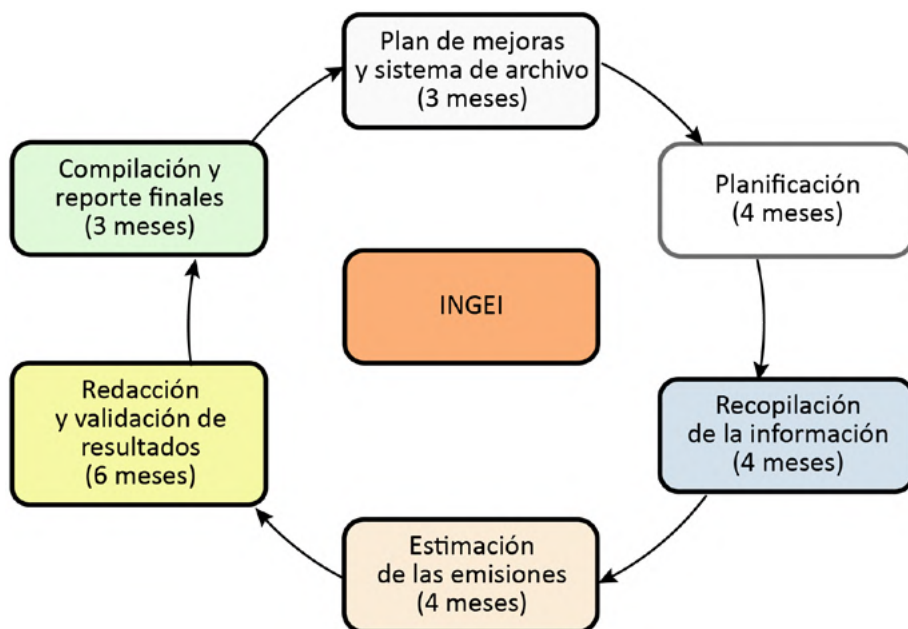 Plan de mejoras
y sistema de archivo
(3 meses)
Compilación y
reporte finales
(3 meses)
Planificación
(4 meses)
INGEI
Redacción
y validación de
resultados
(6 meses)
Recopilación
de la información
(4 meses)
Estimación
de las emisiones
(4 meses)